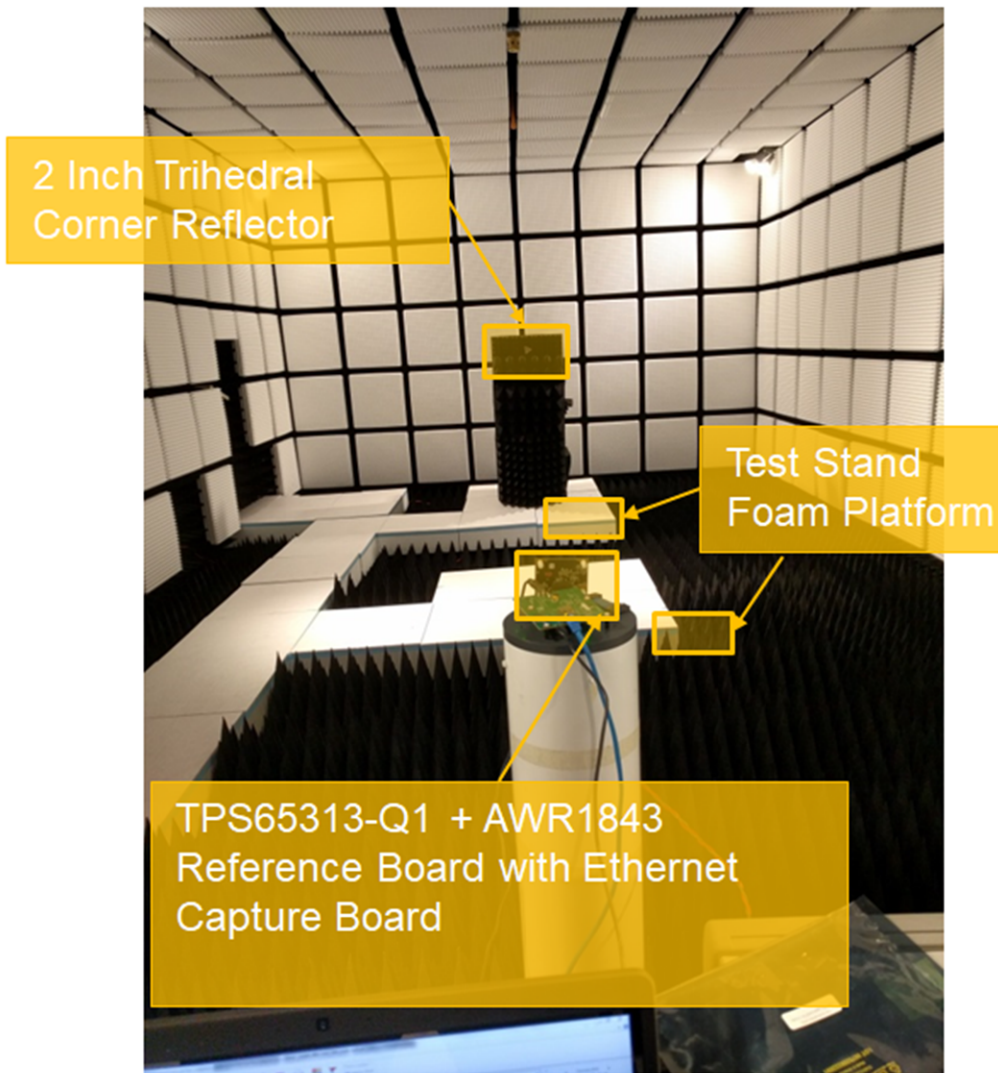 2 Inch Trihedral
Corner Reflector
Test Stand
Foam Platform
TPS65313-Q1 + AWR1843
Reference Board with Ethernet
Capture Board